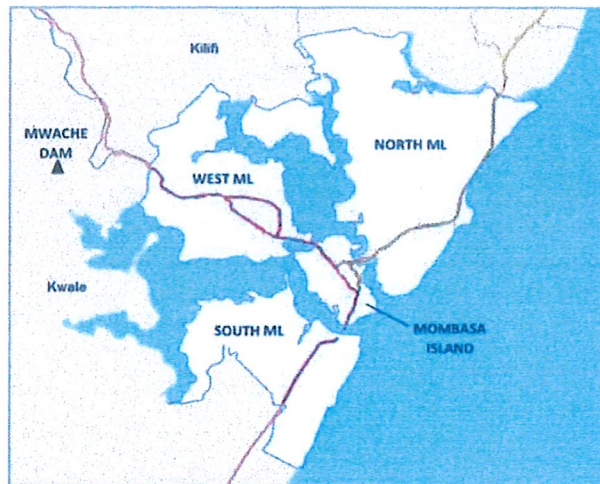 Kilifi
MWACHE
DAM
NORTH ML
WEST ML
Kwale
SOUTH ML
MOMBASA
ISLAND